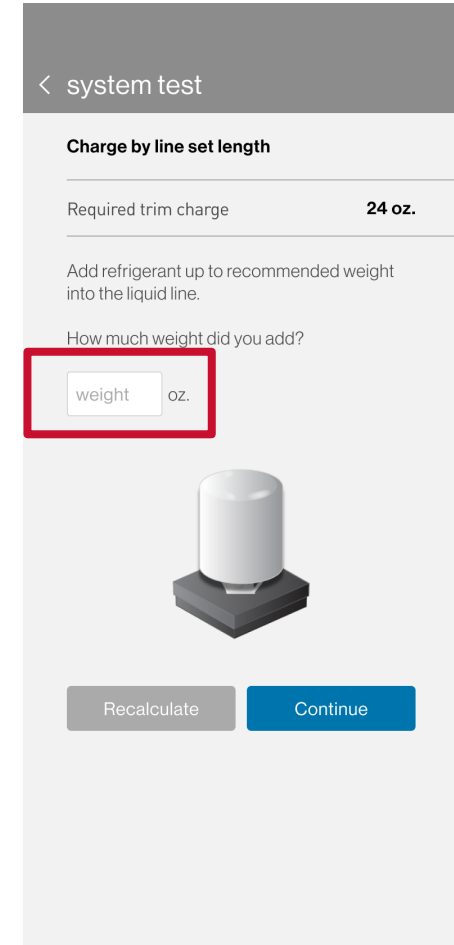 system test
Charge by line set length
Required trim charge 24 oz.
Add refrigerant up to recommended weight
into the liquid line.
How much weight did you add?
weight oz.
Recalculate Continue